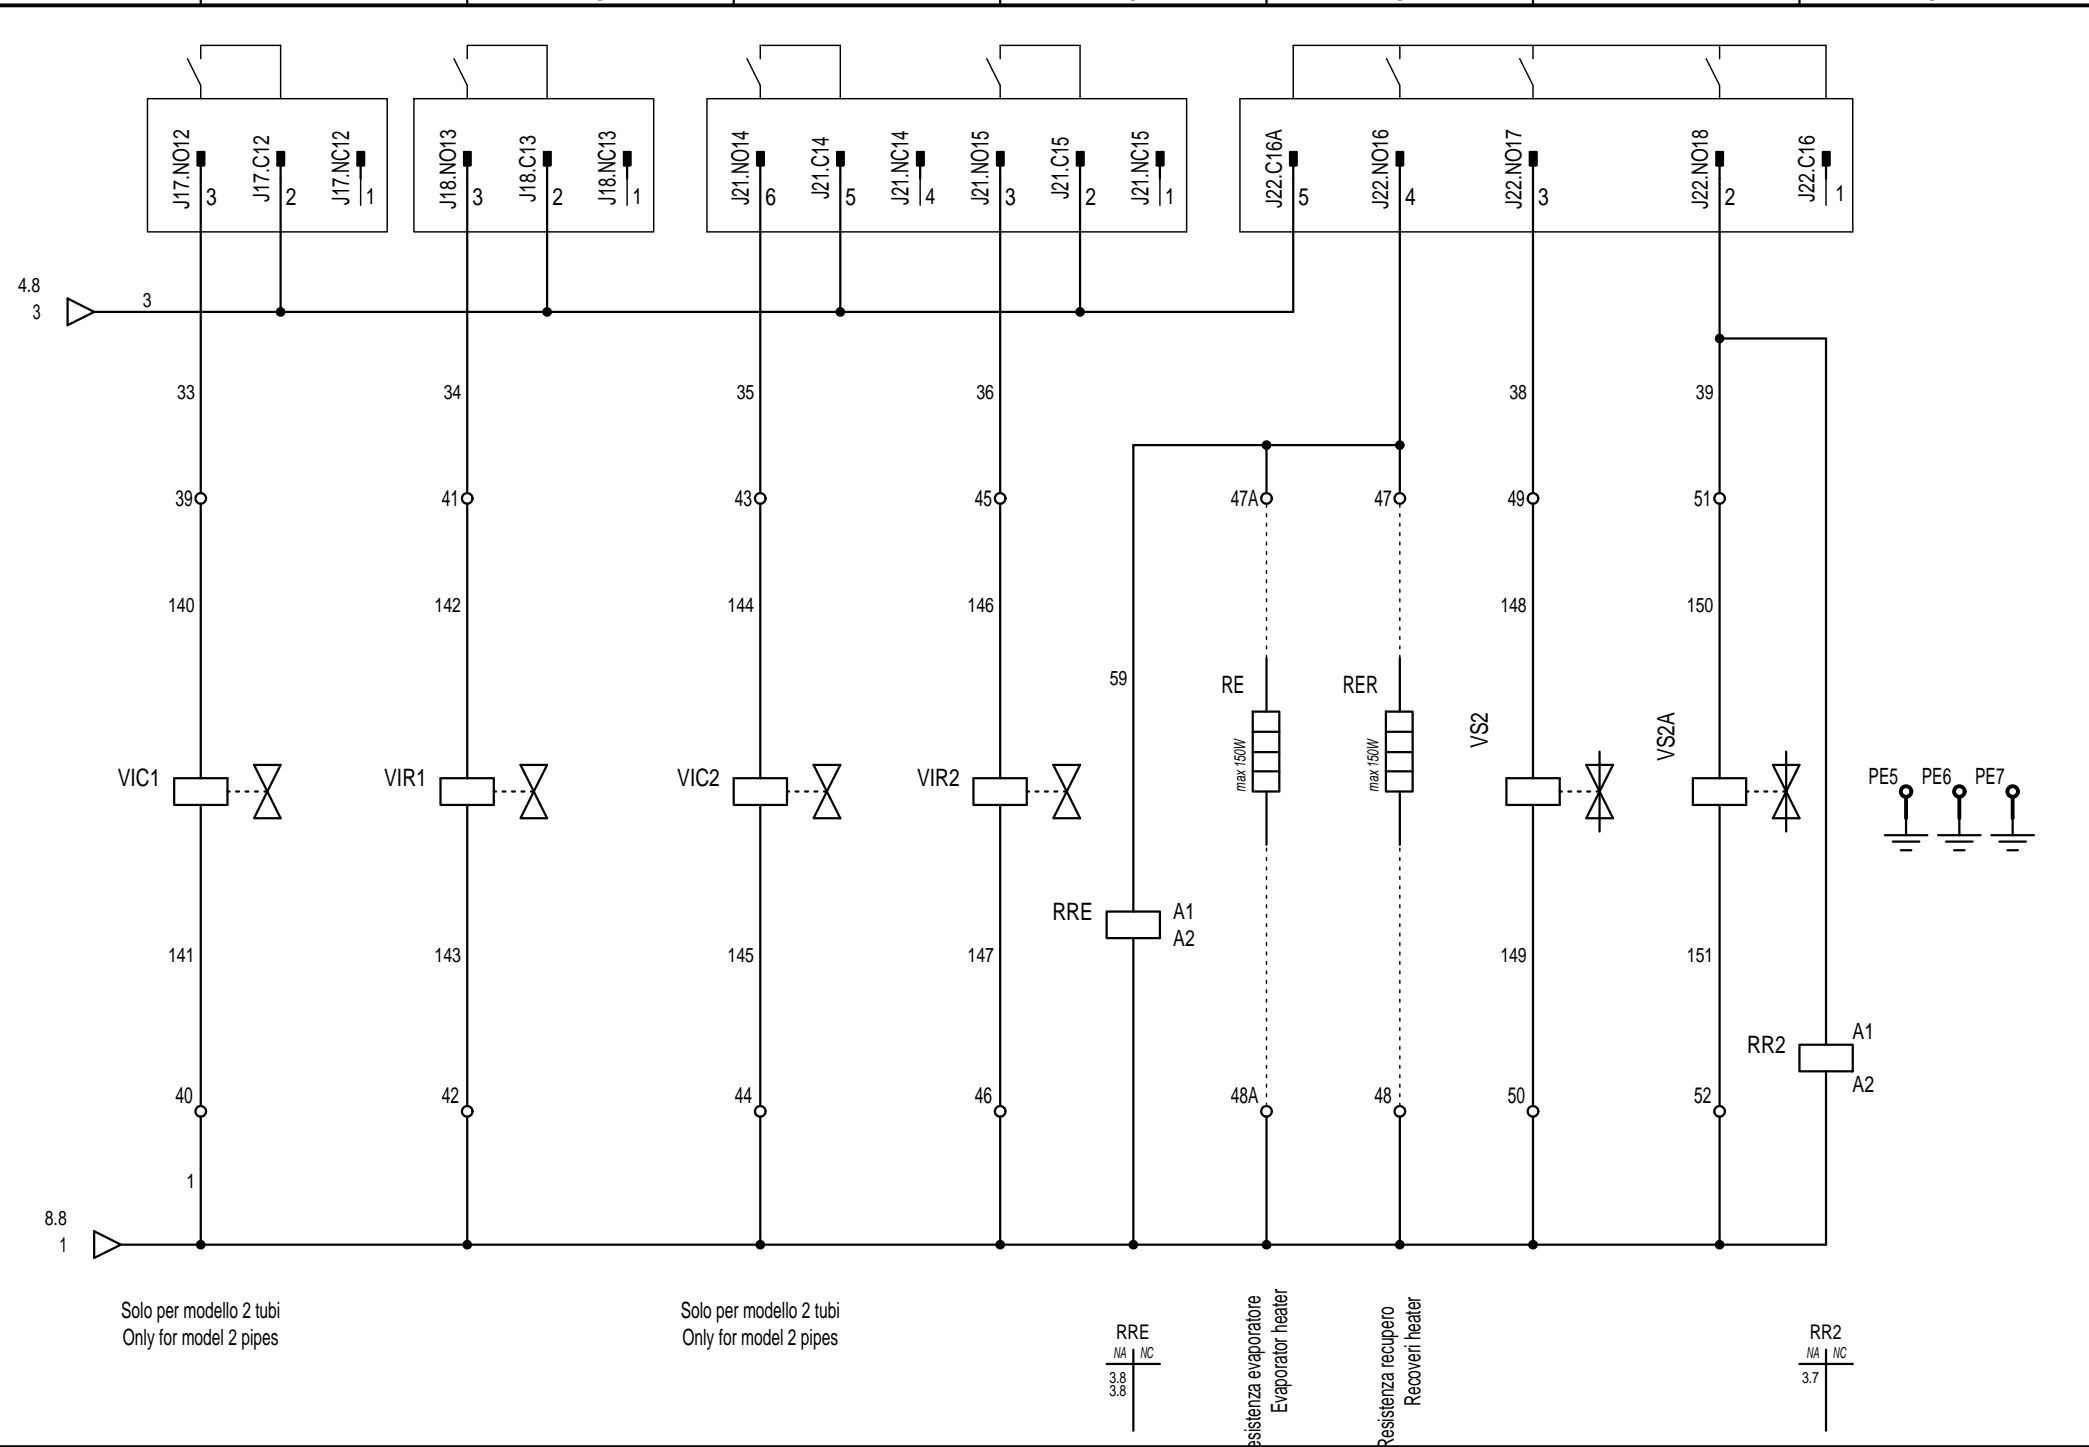 J17.NO12
3
J17.C12
2
J17.NC12
1
J18.NO13
3
J18.C13
2
J18.NC13
1
J21.NO14
6
J21.C14
5
J21.NC14
4
J21.NO15
3
J21.C15
2
J21.NC15
1
J22.C16A
5
J22.NO16
4
J22.NO17
3
J22.NO18
2
J22.C16
1
4.8
3
3
33
34
35
36
38
39
39
41
43
45
47A
47
49
51
140
142
144
146
148
150
59
RE
max 150W
RER
max 150W
VS2
VS2A
VIC1
VIR1
VIC2
VIR2
PE5
PE6
PE7
RRE
A1
A2
141
143
145
147
149
151
RR2
A1
A2
40
42
44
46
48A
48
50
52
1
8.8
1
Solo per modello 2 tubi
Only for model 2 pipes
Solo per modello 2 tubi
Only for model 2 pipes
RRE
NA NC
3.8
3.8
esistenza evaporatore
Evaporator heater
Resistenza recupero
Recoveri heater
RR2
NA NC
3.7